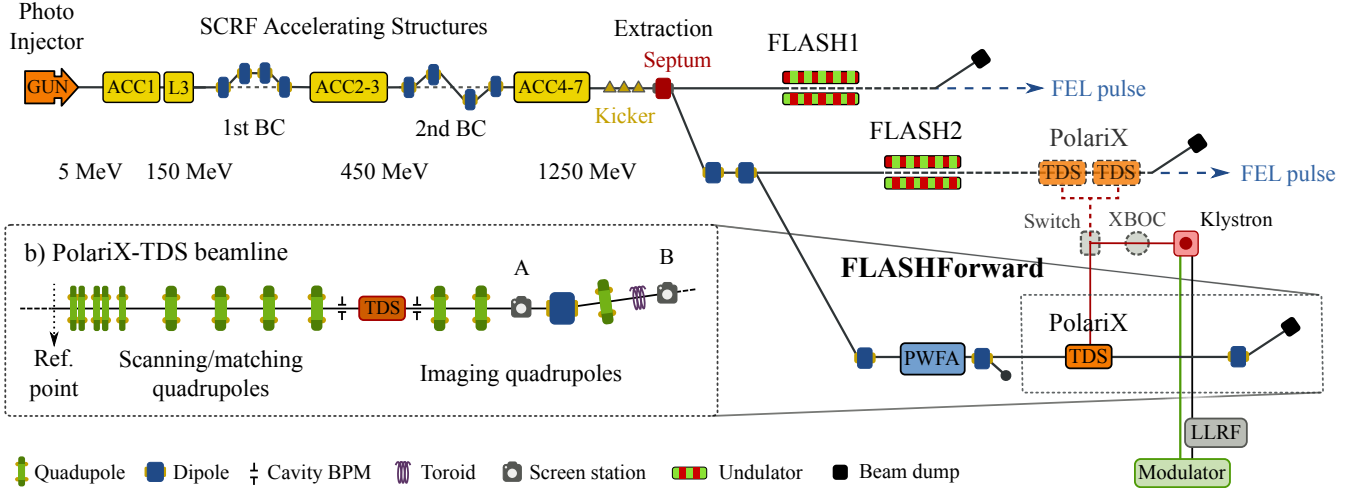 Photo
Injector
SCRF Accelerating Structures
Extraction
Septum
FLASH1
GUN
ACC1
L3
ACC2-3
ACC4-7
FEL pulse
Kicker
1st BC
2nd BC
FLASH2
PolariX
5 MeV
150 MeV
450 MeV
1250 MeV
TDS
TDS
FEL pulse
Switch
XBOC
Klystron
b) PolariX-TDS beamline
A
B
FLASHForward
TDS
PolariX
Ref.
point
Scanning/matching
quadrupoles
Imaging quadrupoles
PWFA
TDS
LLRF
Modulator
Quadupole
Dipole
Cavity BPM
Toroid
Screen station
Undulator
Beam dump